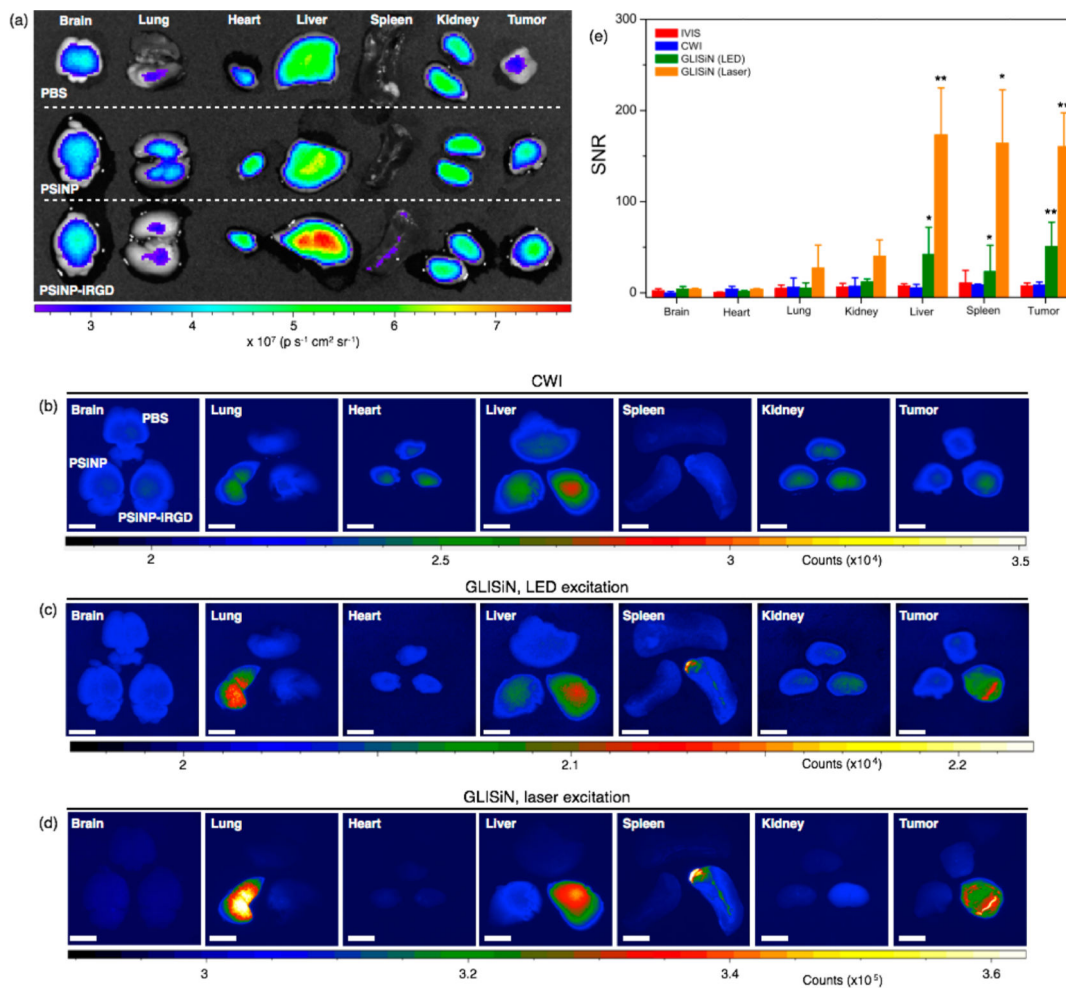 (a)
Brain Lung Heart Liver Spleen Kidney Tumor
PBS
PSiNP
PSiNP-iRGD
3 4 5 6 7
x 10⁷ (p s⁻¹ cm² sr⁻¹)
(e)
IVIS
CWI
GLISiN (LED)
GLISiN (Laser)
SNR
300
200
100
0
* ** * * ** **
Brain Heart Lung Kidney Liver Spleen Tumor
CWI
(b)
Brain Lung Heart Liver Spleen Kidney Tumor
PBS
PSiNP
PSiNP-iRGD
2 2.5 3 3.5
Counts (x10⁴)
GLISiN, LED excitation
(c)
Brain Lung Heart Liver Spleen Kidney Tumor
2 2.1 2.2
Counts (x10⁴)
GLISiN, laser excitation
(d)
Brain Lung Heart Liver Spleen Kidney Tumor
3 3.2 3.4 3.6
Counts (x10⁵)